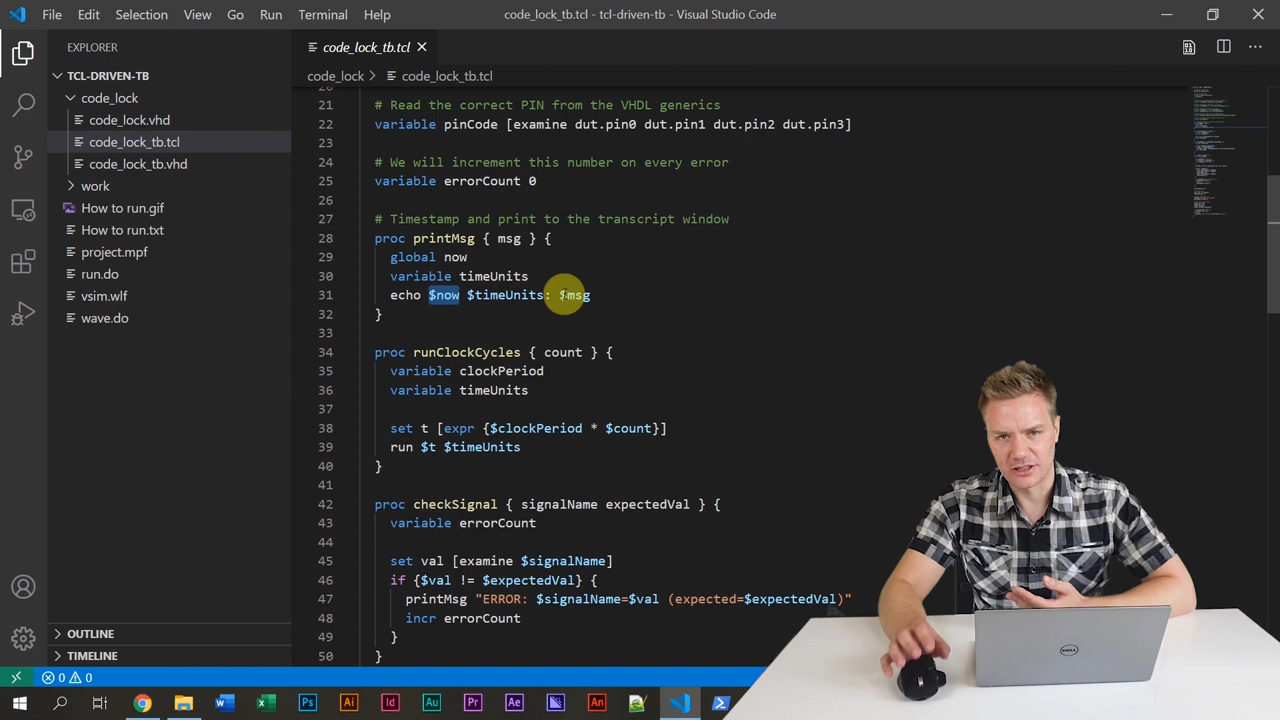 File Edit Selection View Go Run Terminal Help
code_lock_tb.tcl - tcl-driven-tb - Visual Studio Code
EXPLORER
TCL-DRIVEN-TB
code_lock
code_lock.vhd
code_lock_tb.tcl
code_lock_tb.vhd
work
How to run.gif
How to run.txt
project.mpf
run.do
vsim.wlf
wave.do
OUTLINE
TIMELINE
code_lock_tb.tcl
code_lock > code_lock_tb.tcl
21 # Read the correct PIN from the VHDL generics
22 variable pinCode [examine dut.pin0 dut.pin1 dut.pin2 dut.pin3]
23
24 # We will increment this number on every error
25 variable errorCount 0
26
27 # Timestamp and print to the transcript window
28 proc printMsg { msg } {
29 global now
30 variable timeUnits
31 echo $now $timeUnits: $msg
32 }
33
34 proc runClockCycles { count } {
35 variable clockPeriod
36 variable timeUnits
37
38 set t [expr {$clockPeriod * $count}]
39 run $t $timeUnits
40 }
41
42 proc checkSignal { signalName expectedVal } {
43 variable errorCount
44
45 set val [examine $signalName]
46 if {$val != $expectedVal} {
47 printMsg "ERROR: $signalName=$val (expected=$expectedVal)"
48 incr errorCount
49 }
50 }
0 0
W X Ps Ai Id Au Pr Ae An
DELL